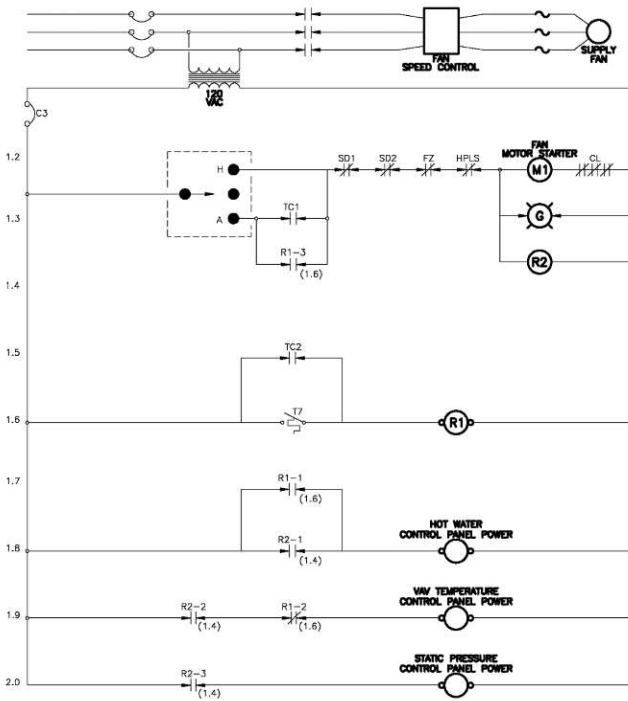 FAN
SPEED CONTROL
SUPPLY
FAN
120
VAC
C3
FAN
MOTOR STARTER
1.2
H
SD1
SD2
FZ
HPLS
M1
CL
1.3
A
TC1
G
R1-3
(1.6)
R2
1.4
1.5
TC2
1.6
T7
R1
1.7
R1-1
(1.6)
HOT WATER
CONTROL PANEL POWER
1.8
R2-1
(1.4)
VAV TEMPERATURE
CONTROL PANEL POWER
1.9
R2-2
(1.4)
R1-2
(1.6)
STATIC PRESSURE
CONTROL PANEL POWER
2.0
R2-3
(1.4)